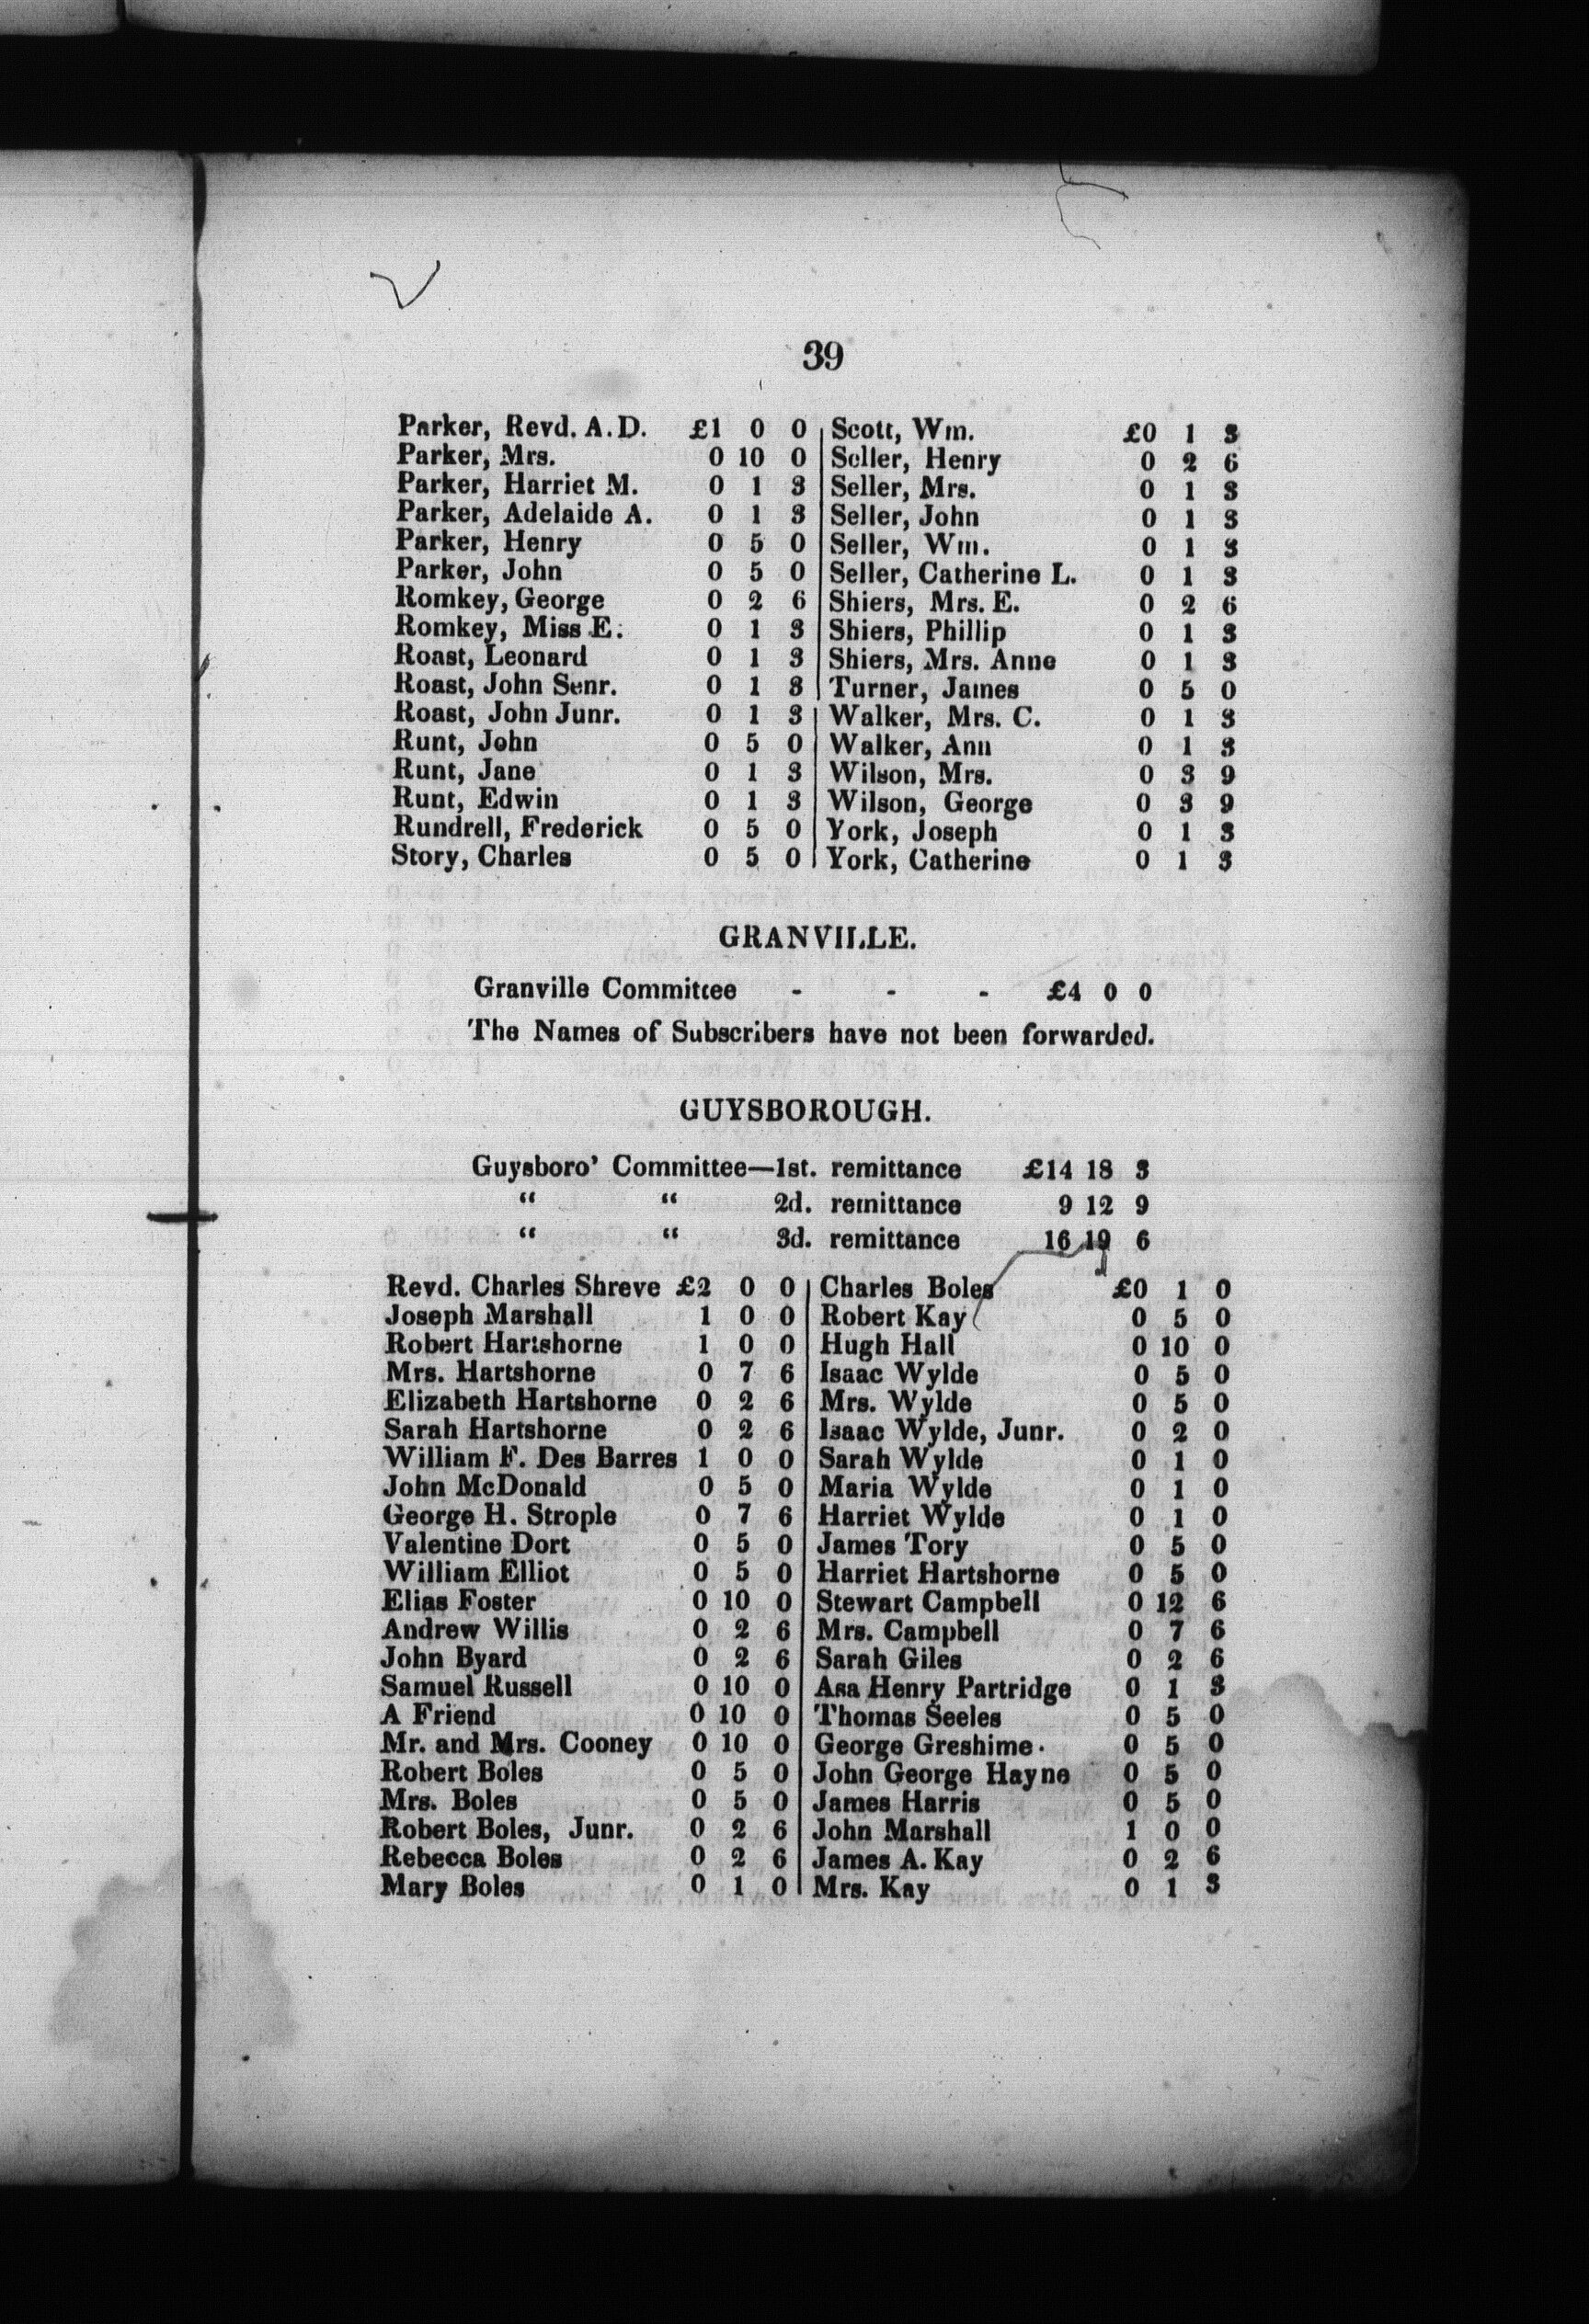 39
Parker, Revd. A.D. £1 0 0
Parker, Mrs. 0 10 0
Parker, Harriet M. 0 1 3
Parker, Adelaide A. 0 1 3
Parker, Henry 0 5 0
Parker, John 0 5 0
Romkey, George 0 2 6
Romkey, Miss E. 0 1 3
Roast, Leonard 0 1 3
Roast, John Senr. 0 1 3
Roast, John Junr. 0 1 3
Runt, John 0 5 0
Runt, Jane 0 1 3
Runt, Edwin 0 1 3
Rundrell, Frederick 0 5 0
Story, Charles 0 5 0
Scott, Wm. £0 1 3
Seller, Henry 0 2 6
Seller, Mrs. 0 1 3
Seller, John 0 1 3
Seller, Wm. 0 1 3
Seller, Catherine L. 0 1 3
Shiers, Mrs. E. 0 2 6
Shiers, Phillip 0 1 3
Shiers, Mrs. Anne 0 1 3
Turner, James 0 5 0
Walker, Mrs. C. 0 1 3
Walker, Ann 0 1 3
Wilson, Mrs. 0 3 9
Wilson, George 0 3 9
York, Joseph 0 1 3
York, Catherine 0 1 3
GRANVILLE.
Granville Committee - - - £4 0 0
The Names of Subscribers have not been forwarded.
GUYSBOROUGH.
Guysboro' Committee—1st. remittance £14 18 3
“ “ 2d. remittance 9 12 9
“ “ 3d. remittance 16 19 6
Revd. Charles Shreve £2 0 0
Joseph Marshall 1 0 0
Robert Hartshorne 1 0 0
Mrs. Hartshorne 0 7 6
Elizabeth Hartshorne 0 2 6
Sarah Hartshorne 0 2 6
William F. Des Barres 1 0 0
John McDonald 0 5 0
George H. Strople 0 7 6
Valentine Dort 0 5 0
William Elliot 0 5 0
Elias Foster 0 10 0
Andrew Willis 0 2 6
John Byard 0 2 6
Samuel Russell 0 10 0
A Friend 0 10 0
Mr. and Mrs. Cooney 0 10 0
Robert Boles 0 5 0
Mrs. Boles 0 5 0
Robert Boles, Junr. 0 2 6
Rebecca Boles 0 2 6
Mary Boles 0 1 0
Charles Boles £0 1 0
Robert Kay 0 5 0
Hugh Hall 0 10 0
Isaac Wylde 0 5 0
Mrs. Wylde 0 5 0
Isaac Wylde, Junr. 0 2 0
Sarah Wylde 0 1 0
Maria Wylde 0 1 0
Harriet Wylde 0 1 0
James Tory 0 5 0
Harriet Hartshorne 0 5 0
Stewart Campbell 0 12 6
Mrs. Campbell 0 7 6
Sarah Giles 0 2 6
Asa Henry Partridge 0 1 3
Thomas Seeles 0 5 0
George Greshime. 0 5 0
John George Hayne 0 5 0
James Harris 0 5 0
John Marshall 1 0 0
James A. Kay 0 2 6
Mrs. Kay 0 1 3